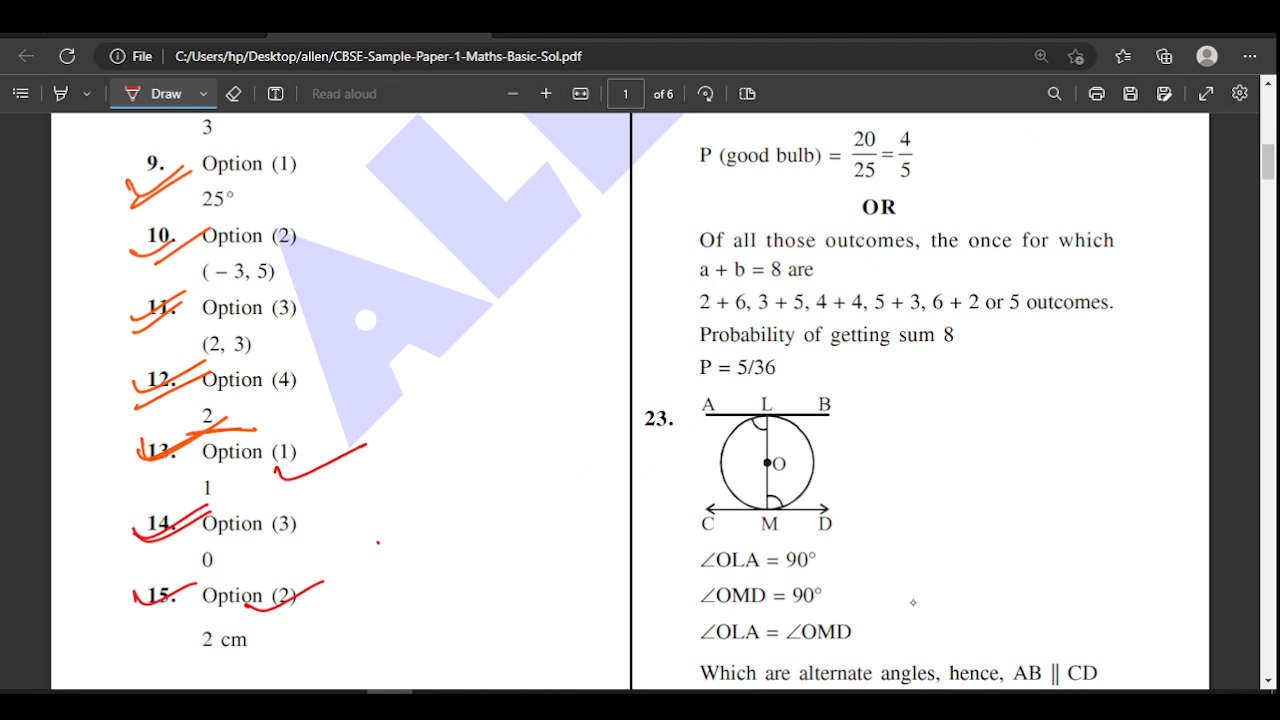 File C:/Users/hp/Desktop/allen/CBSE-Sample-Paper-1-Maths-Basic-Sol.pdf
Draw Read aloud 1 of 6
3
9. Option (1)
25°
10. Option (2)
( – 3, 5)
11. Option (3)
(2, 3)
12. Option (4)
2
13. Option (1)
1
14. Option (3)
0
15. Option (2)
2 cm
ALL
P (good bulb) = 20/25 = 4/5
OR
Of all those outcomes, the once for which
a + b = 8 are
2 + 6, 3 + 5, 4 + 4, 5 + 3, 6 + 2 or 5 outcomes.
Probability of getting sum 8
P = 5/36
23.
A L B
O
C M D
∠OLA = 90°
∠OMD = 90°
∠OLA = ∠OMD
Which are alternate angles, hence, AB || CD